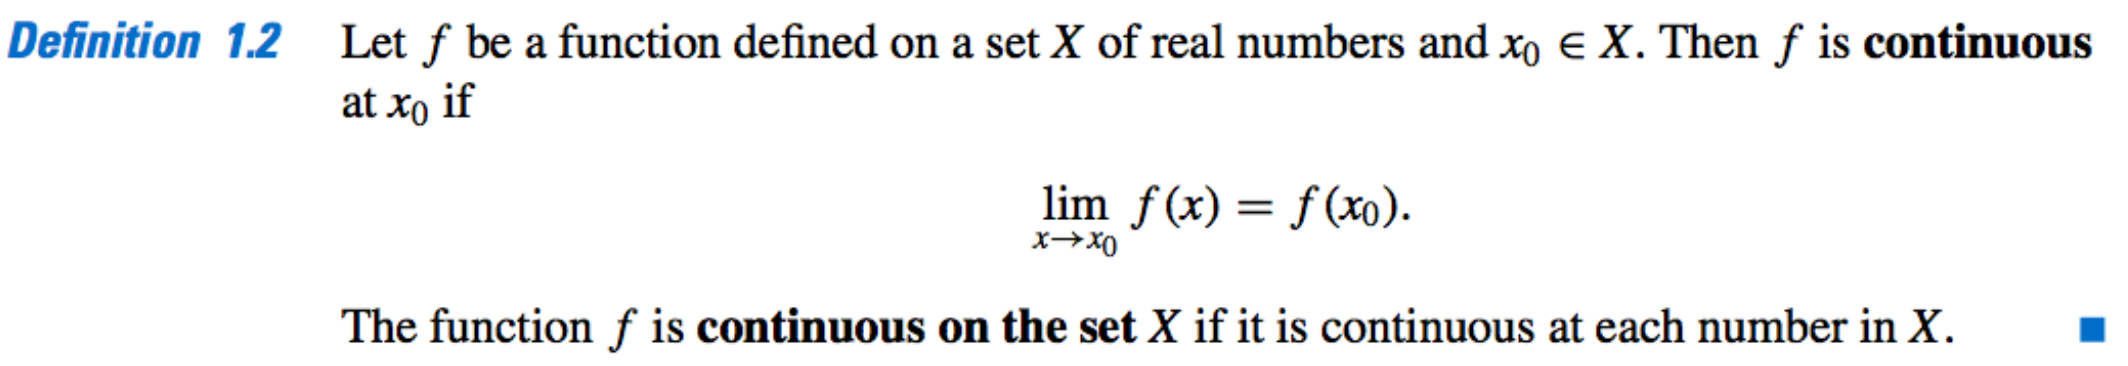 Definition 1.2 Let f be a function defined on a set X of real numbers and x₀ ∈ X. Then f is continuous
at x₀ if
lim f(x) = f(x₀).
x→x₀
The function f is continuous on the set X if it is continuous at each number in X.